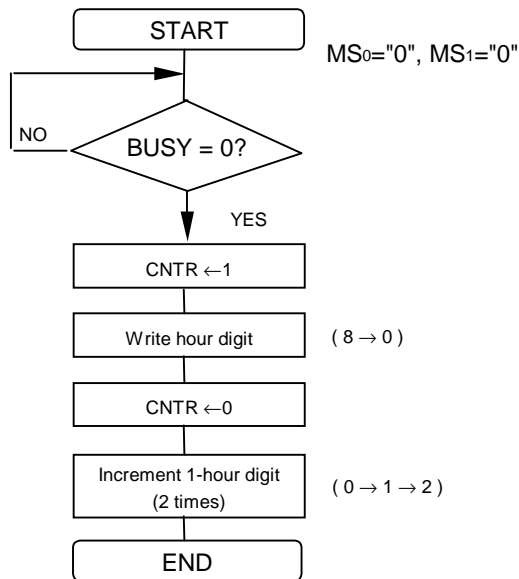 START
MS0="0", MS1="0"
NO
BUSY = 0?
YES
CNTR ←1
Write hour digit
( 8 → 0 )
CNTR ←0
Increment 1-hour digit
(2 times)
( 0 → 1 → 2 )
END